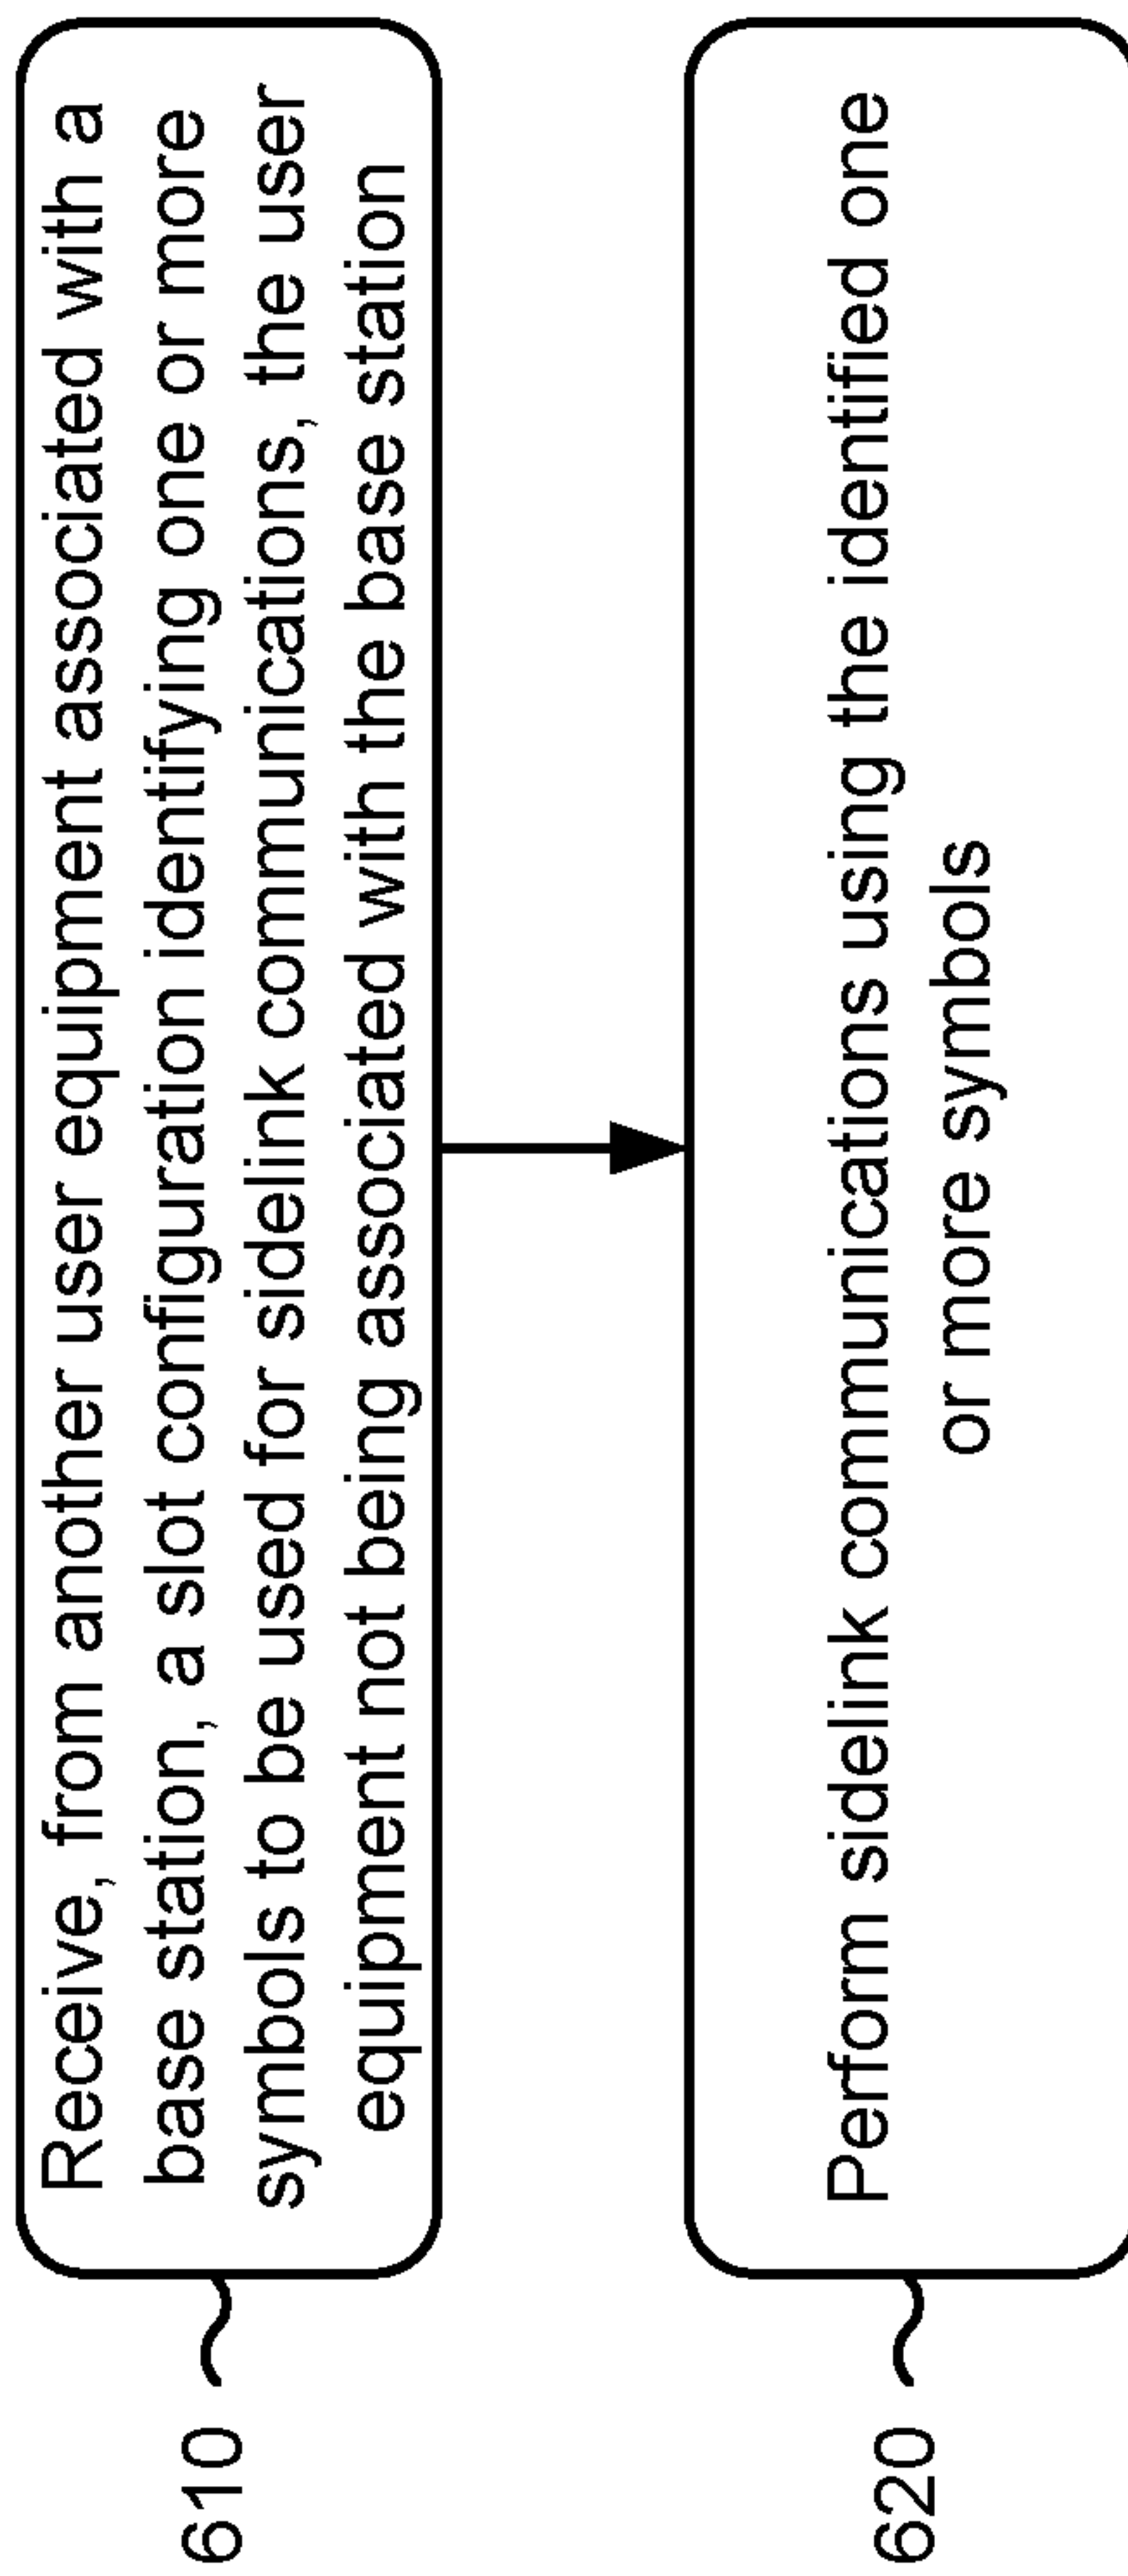 610
Receive, from another user equipment associated with a
base station, a slot configuration identifying one or more
symbols to be used for sidelink communications, the user
equipment not being associated with the base station
620
Perform sidelink communications using the identified one
or more symbols